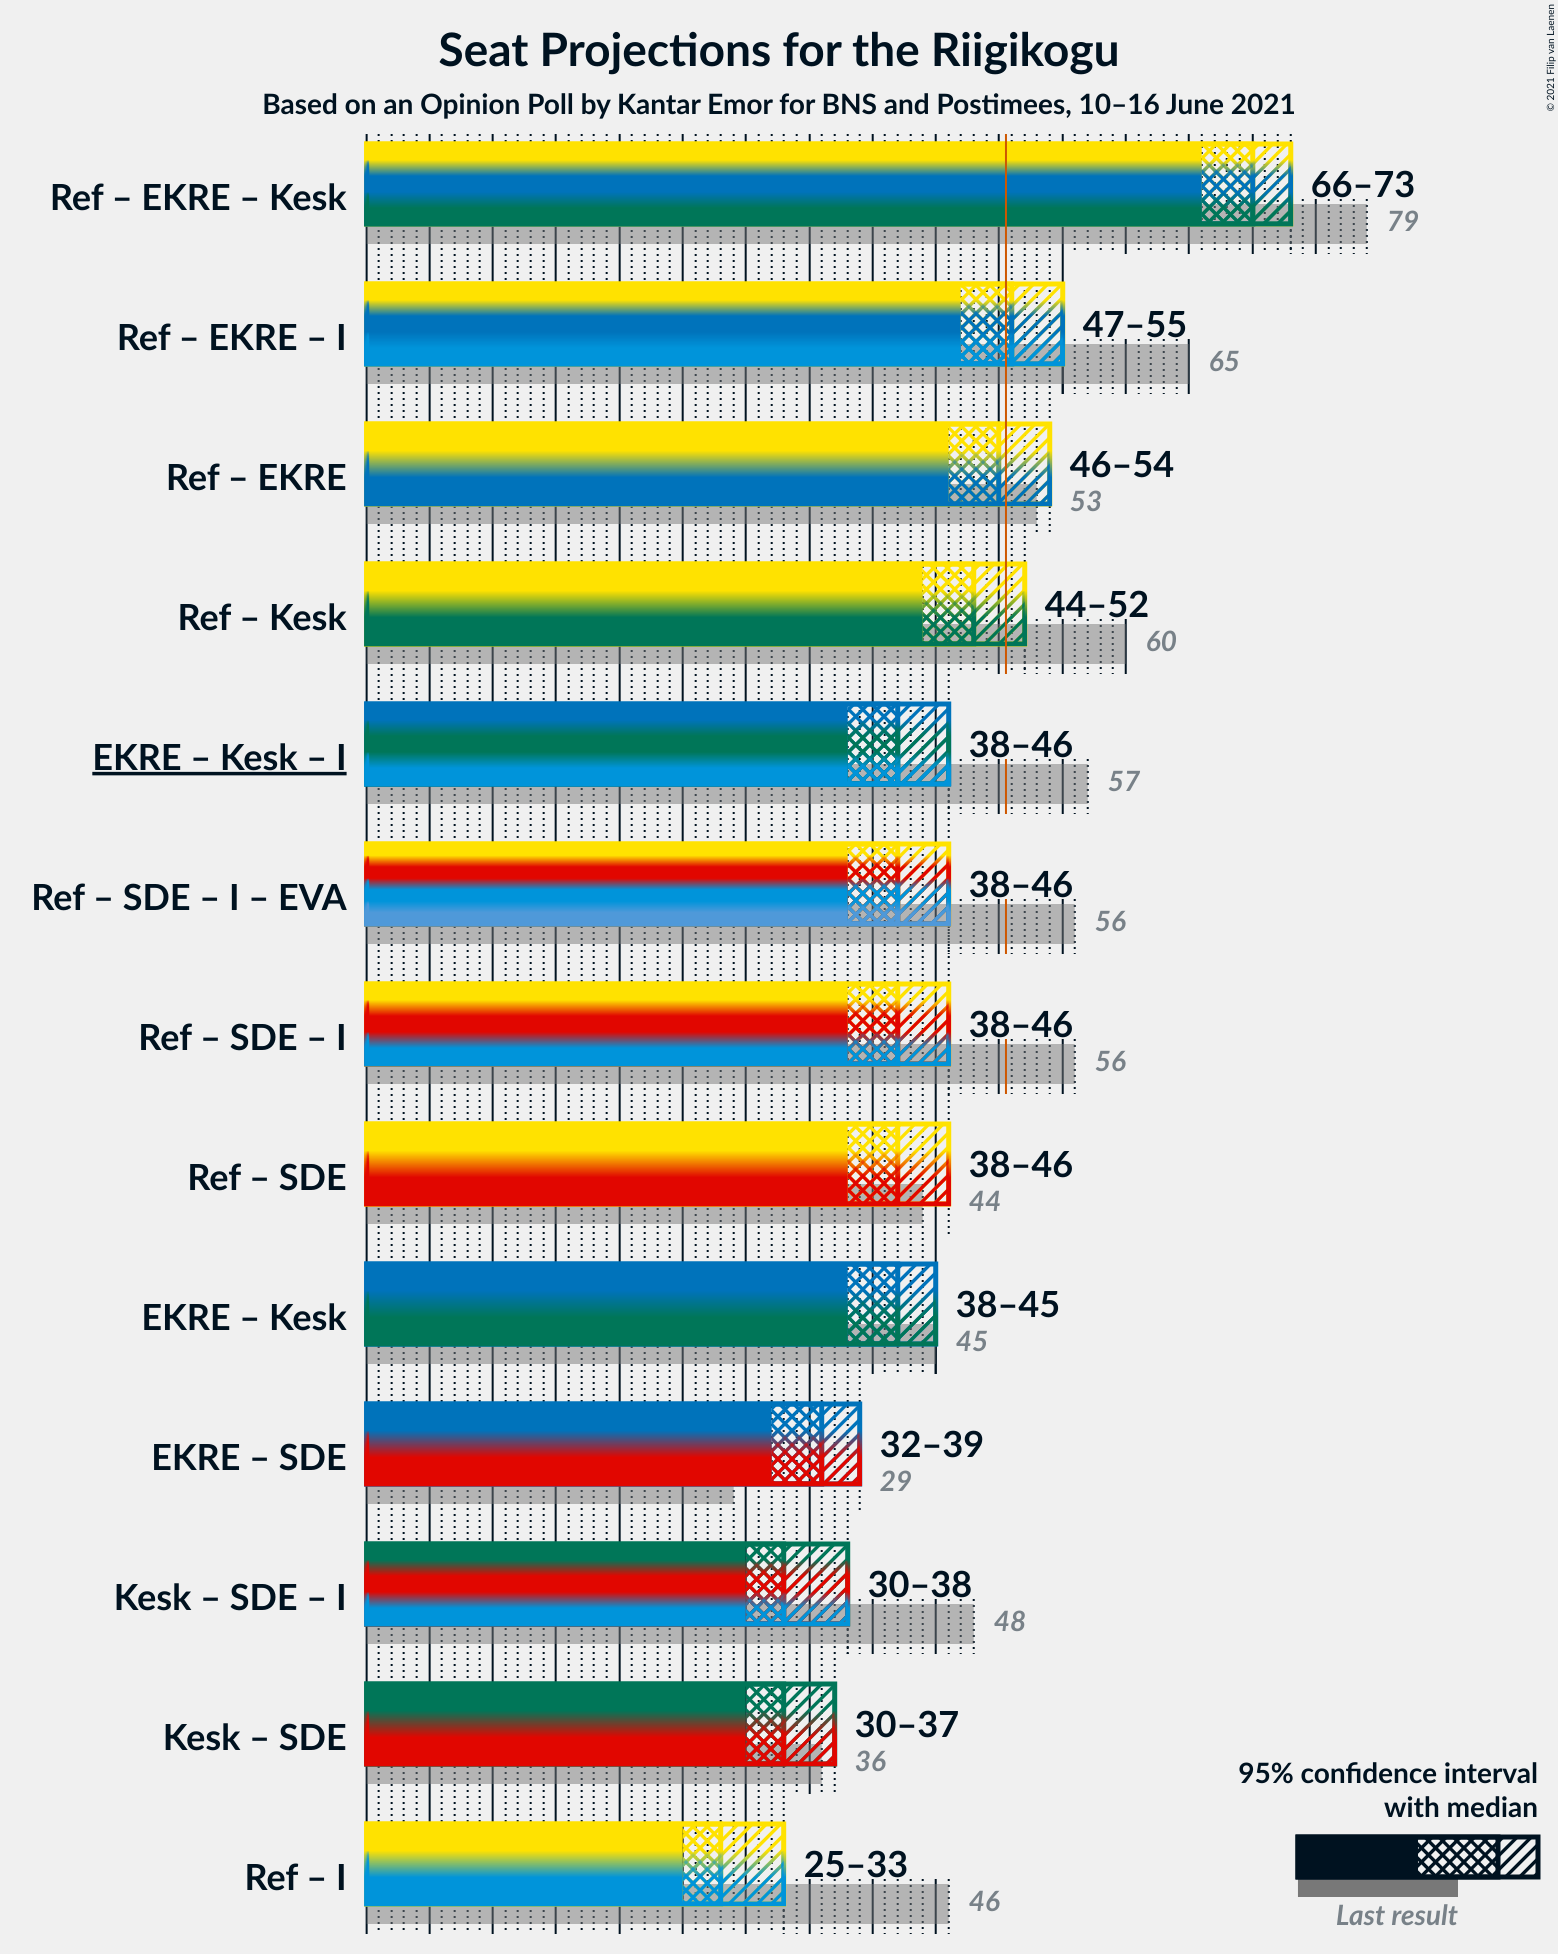 Seat Projections for the Riigikogu
Based on an Opinion Poll by Kantar Emor for BNS and Postimees, 10–16 June 2021
© 2021 Filip van Laenen
Ref – EKRE – Kesk
66–73
79
Ref – EKRE – I
47–55
65
Ref – EKRE
46–54
53
Ref – Kesk
44–52
60
EKRE – Kesk – I
38–46
57
Ref – SDE – I – EVA
38–46
56
Ref – SDE – I
38–46
56
Ref – SDE
38–46
44
EKRE – Kesk
38–45
45
EKRE – SDE
32–39
29
Kesk – SDE – I
30–38
48
Kesk – SDE
30–37
36
Ref – I
25–33
46
95% confidence interval
with median
Last result